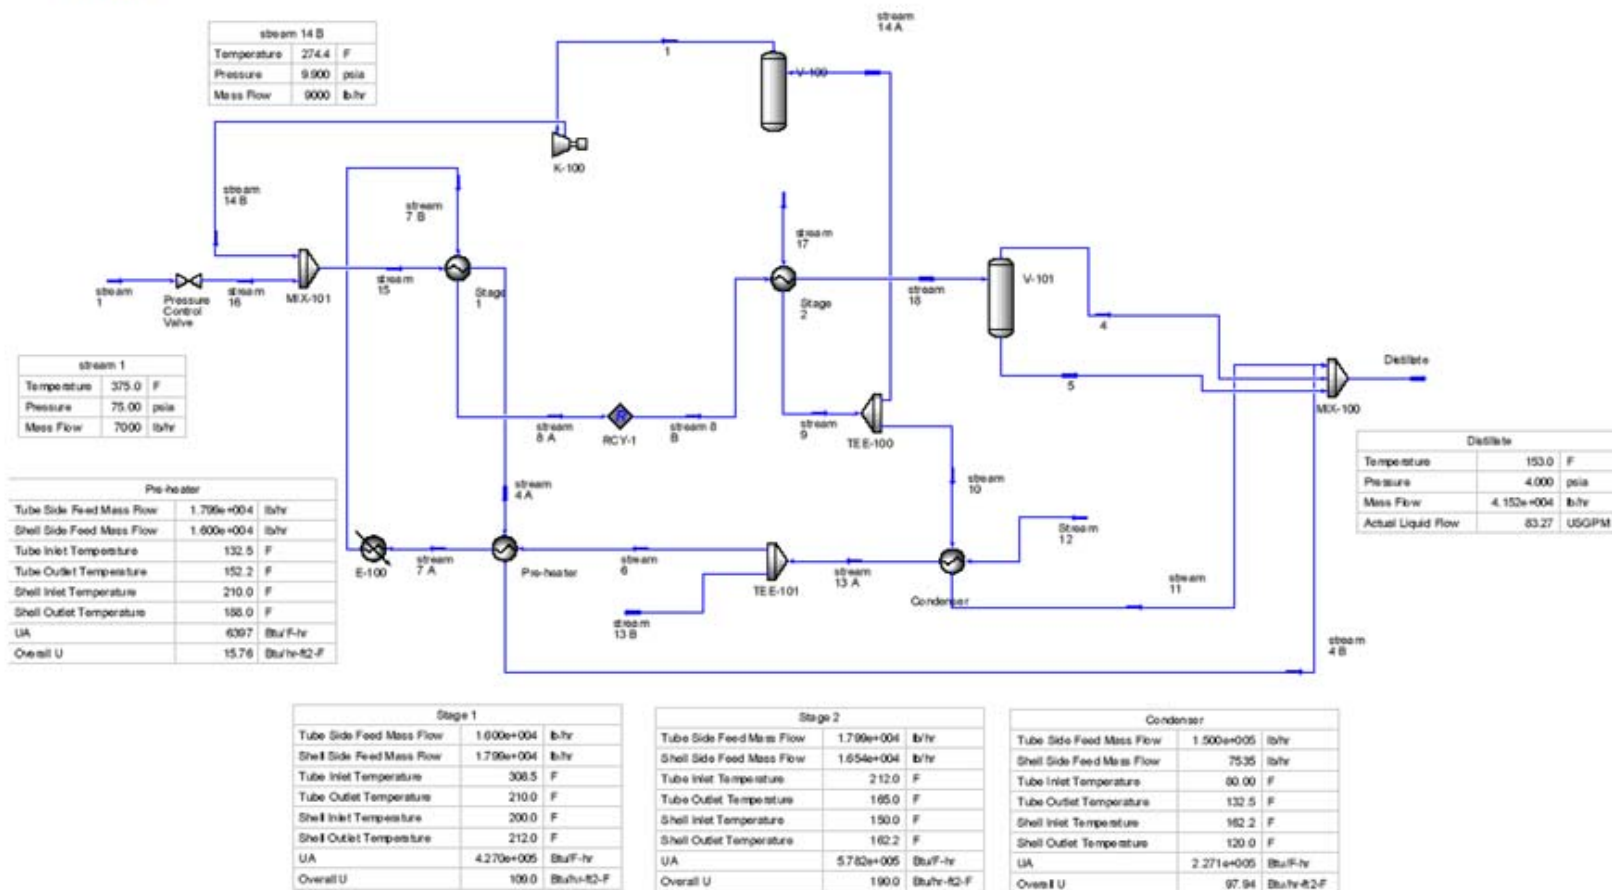 stream
14 A
stream 14 B
Temperature 274.4 F
Pressure 9.900 psia
Mass Flow 9000 lb/hr
1
V-100
K-100
stream
14 B
stream
7 B
stream
17
stream
1
Pressure
Control
Valve
stream
16
MIX-101
stream
15
Stage
1
Stage
2
stream
18
V-101
4
5
Distillate
MIX-100
stream 1
Temperature 375.0 F
Pressure 75.00 psia
Mass Flow 7000 lb/hr
stream
8 A
RCY-1
stream 8
B
stream
9
TEE-100
Distillate
Temperature 153.0 F
Pressure 4.000 psia
Mass Flow 4.152e+004 lb/hr
Actual Liquid Flow 83.27 USGPM
stream
4 A
stream
10
Stream
12
E-100
stream
7 A
Pre-heater
stream
6
TEE-101
stream
13 A
Condenser
stream
11
stream
13 B
stream
4 B
Pre-heater
Tube Side Feed Mass Flow 1.799e+004 lb/hr
Shell Side Feed Mass Flow 1.600e+004 lb/hr
Tube Inlet Temperature 132.5 F
Tube Outlet Temperature 152.2 F
Shell Inlet Temperature 210.0 F
Shell Outlet Temperature 188.0 F
UA 6397 Btu/F-hr
Overall U 15.76 Btu/hr-ft2-F
Stage 1
Tube Side Feed Mass Flow 1.600e+004 lb/hr
Shell Side Feed Mass Flow 1.799e+004 lb/hr
Tube Inlet Temperature 308.5 F
Tube Outlet Temperature 210.0 F
Shell Inlet Temperature 200.0 F
Shell Outlet Temperature 212.0 F
UA 4.270e+005 Btu/F-hr
Overall U 109.0 Btu/hr-ft2-F
Stage 2
Tube Side Feed Mass Flow 1.799e+004 lb/hr
Shell Side Feed Mass Flow 1.654e+004 lb/hr
Tube Inlet Temperature 212.0 F
Tube Outlet Temperature 165.0 F
Shell Inlet Temperature 150.0 F
Shell Outlet Temperature 162.2 F
UA 5.782e+005 Btu/F-hr
Overall U 190.0 Btu/hr-ft2-F
Condenser
Tube Side Feed Mass Flow 1.500e+005 lb/hr
Shell Side Feed Mass Flow 7535 lb/hr
Tube Inlet Temperature 80.00 F
Tube Outlet Temperature 132.5 F
Shell Inlet Temperature 162.2 F
Shell Outlet Temperature 120.0 F
UA 2.271e+005 Btu/F-hr
Overall U 97.94 Btu/hr-ft2-F